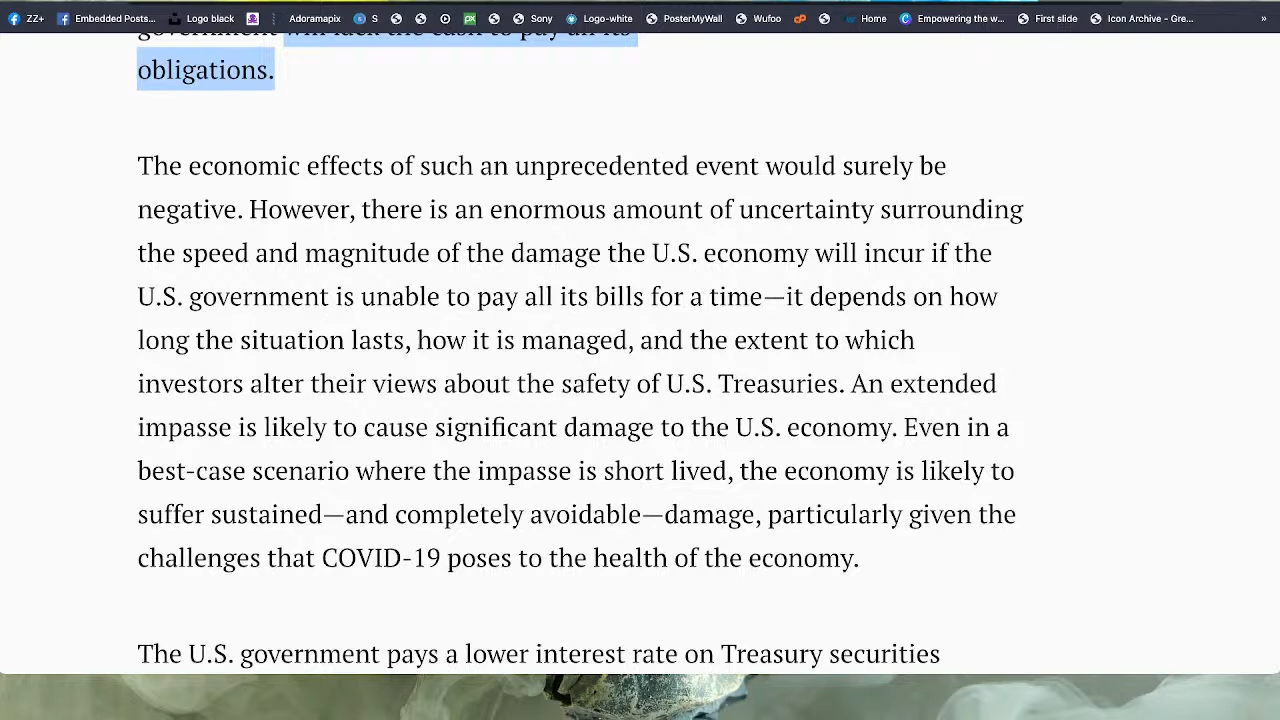 ZZ+ Embedded Posts... Logo black Adoramapix S Sony Logo-white PosterMyWall Wufoo Home Empowering the w... First slide Icon Archive - Gre... »
government will lack the cash to pay all its
obligations.
The economic effects of such an unprecedented event would surely be
negative. However, there is an enormous amount of uncertainty surrounding
the speed and magnitude of the damage the U.S. economy will incur if the
U.S. government is unable to pay all its bills for a time—it depends on how
long the situation lasts, how it is managed, and the extent to which
investors alter their views about the safety of U.S. Treasuries. An extended
impasse is likely to cause significant damage to the U.S. economy. Even in a
best-case scenario where the impasse is short lived, the economy is likely to
suffer sustained—and completely avoidable—damage, particularly given the
challenges that COVID-19 poses to the health of the economy.
The U.S. government pays a lower interest rate on Treasury securities